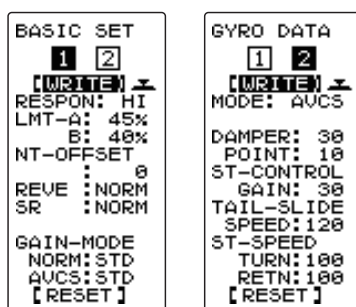 BASIC SET
1 2
[WRITE]
RESPON: HI
LMT-A: 45%
B: 40%
NT-OFFSET
: 0
REVE :NORM
SR :NORM
GAIN-MODE
NORM:STD
AVCS:STD
[RESET]
GYRO DATA
1 2
[WRITE]
MODE: AVCS
DAMPER: 30
POINT: 10
ST-CONTROL
GAIN: 30
TAIL-SLIDE
SPEED:120
ST-SPEED
TURN:100
RETN:100
[RESET]